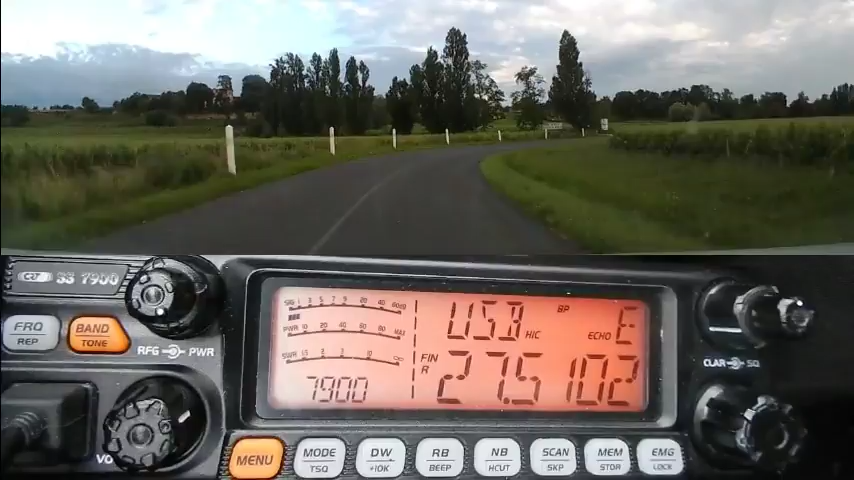 CRT SS 7900
FRQ
REP
BAND
TONE
RFG PWR
VO
SIG 1 3 5 7 9 20 40 60dB
PWR 10 20 40 60 80 MAX
SWR 1.5 2 3 10 ∞
7900
USB HIC BP ECHO E
FIN
R
27.5102
CLAR SQ
MENU
MODE
TSQ
DW
+10K
RB
BEEP
NB
HCUT
SCAN
SKP
MEM
STOR
EMG
LOCK